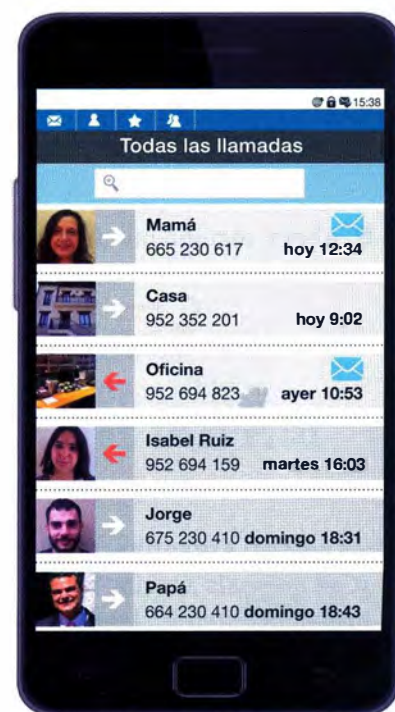 15:38
Todas las llamadas
Mamá
665 230 617 hoy 12:34
Casa
952 352 201 hoy 9:02
Oficina
952 694 823 ayer 10:53
Isabel Ruiz
952 694 159 martes 16:03
Jorge
675 230 410 domingo 18:31
Papá
664 230 410 domingo 18:43